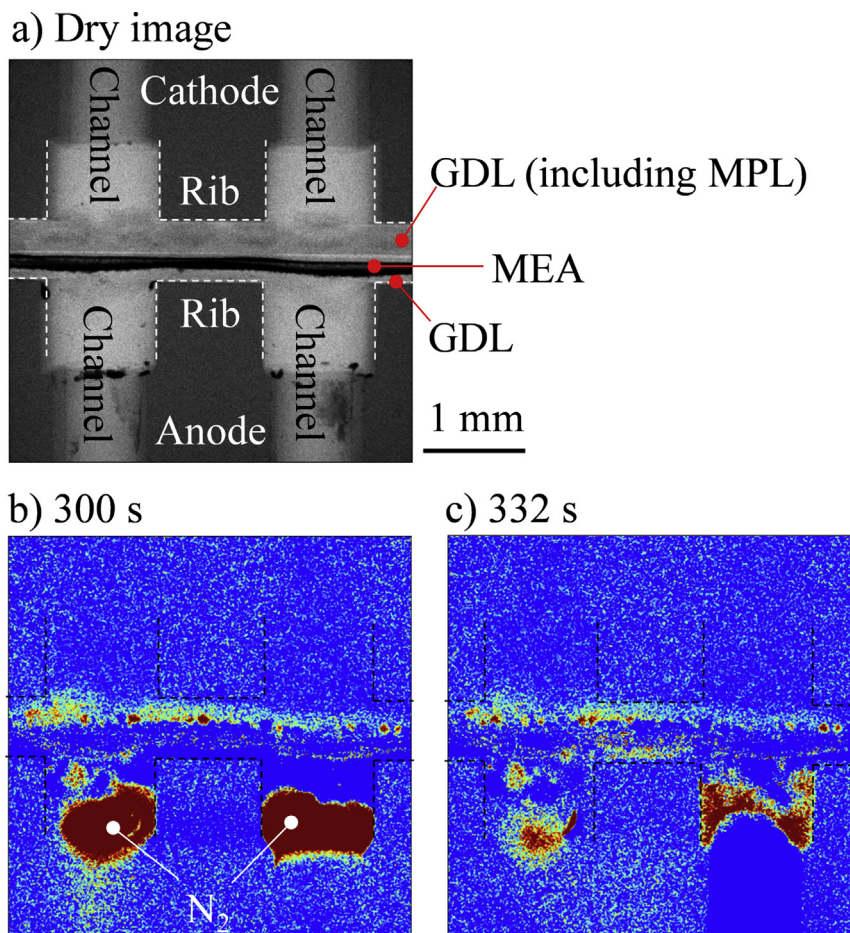 a) Dry image
Channel
Cathode
Channel
Rib
GDL (including MPL)
MEA
Rib
GDL
Channel
Channel
Anode
1 mm
b) 300 s
c) 332 s
N2